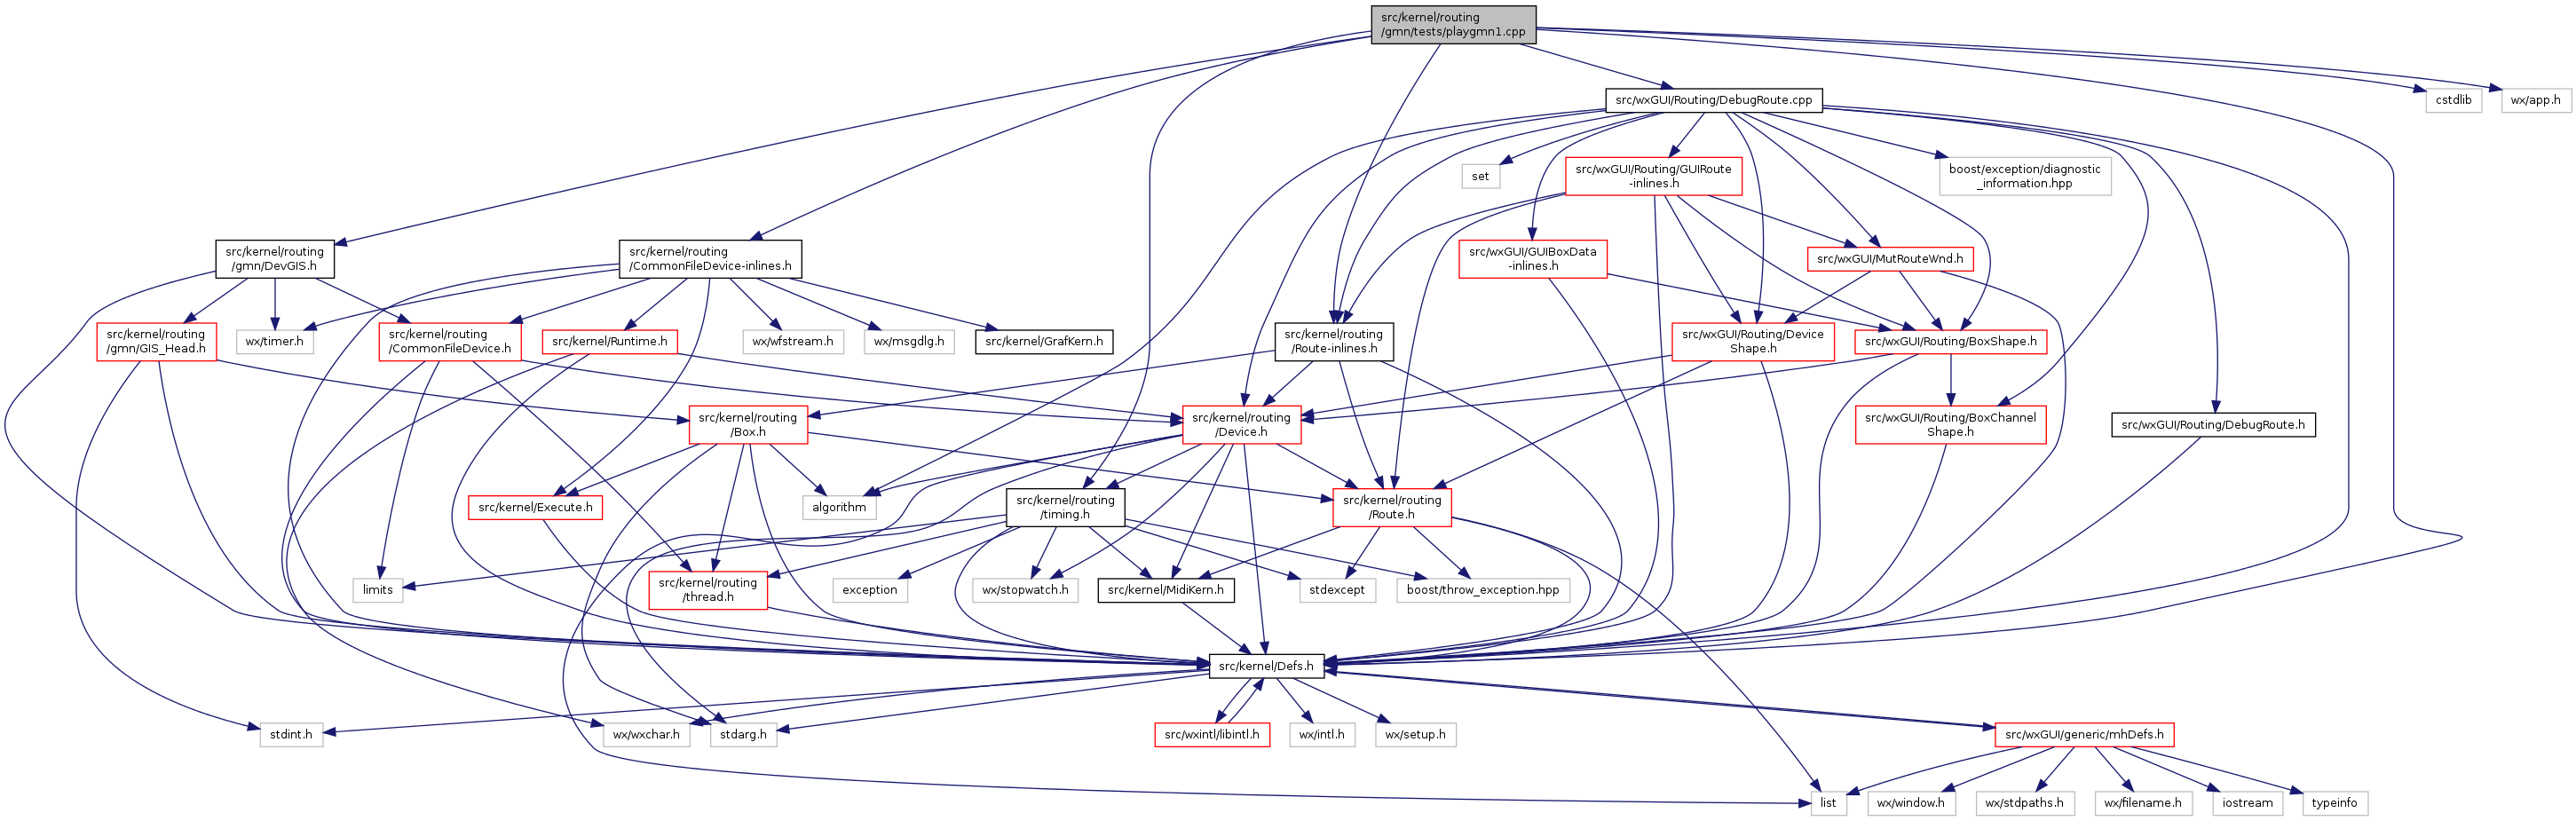 src/kernel/routing
/gmn/tests/playgmn1.cpp
src/wxGUI/Routing/DebugRoute.cpp
cstdlib
wx/app.h
set
src/wxGUI/Routing/GUIRoute
-inlines.h
boost/exception/diagnostic
_information.hpp
src/kernel/routing
/gmn/DevGIS.h
src/kernel/routing
/CommonFileDevice-inlines.h
src/wxGUI/GUIBoxData
-inlines.h
src/wxGUI/MutRouteWnd.h
src/kernel/routing
/gmn/GIS_Head.h
wx/timer.h
src/kernel/routing
/CommonFileDevice.h
src/kernel/Runtime.h
wx/wfstream.h
wx/msgdlg.h
src/kernel/GrafKern.h
src/kernel/routing
/Route-inlines.h
src/wxGUI/Routing/Device
Shape.h
src/wxGUI/Routing/BoxShape.h
src/kernel/routing
/Box.h
src/kernel/routing
/Device.h
src/wxGUI/Routing/BoxChannel
Shape.h
src/wxGUI/Routing/DebugRoute.h
src/kernel/Execute.h
algorithm
src/kernel/routing
/timing.h
src/kernel/routing
/Route.h
limits
src/kernel/routing
/thread.h
exception
wx/stopwatch.h
src/kernel/MidiKern.h
stdexcept
boost/throw_exception.hpp
src/kernel/Defs.h
stdint.h
wx/wxchar.h
stdarg.h
src/wxintl/libintl.h
wx/intl.h
wx/setup.h
src/wxGUI/generic/mhDefs.h
list
wx/window.h
wx/stdpaths.h
wx/filename.h
iostream
typeinfo